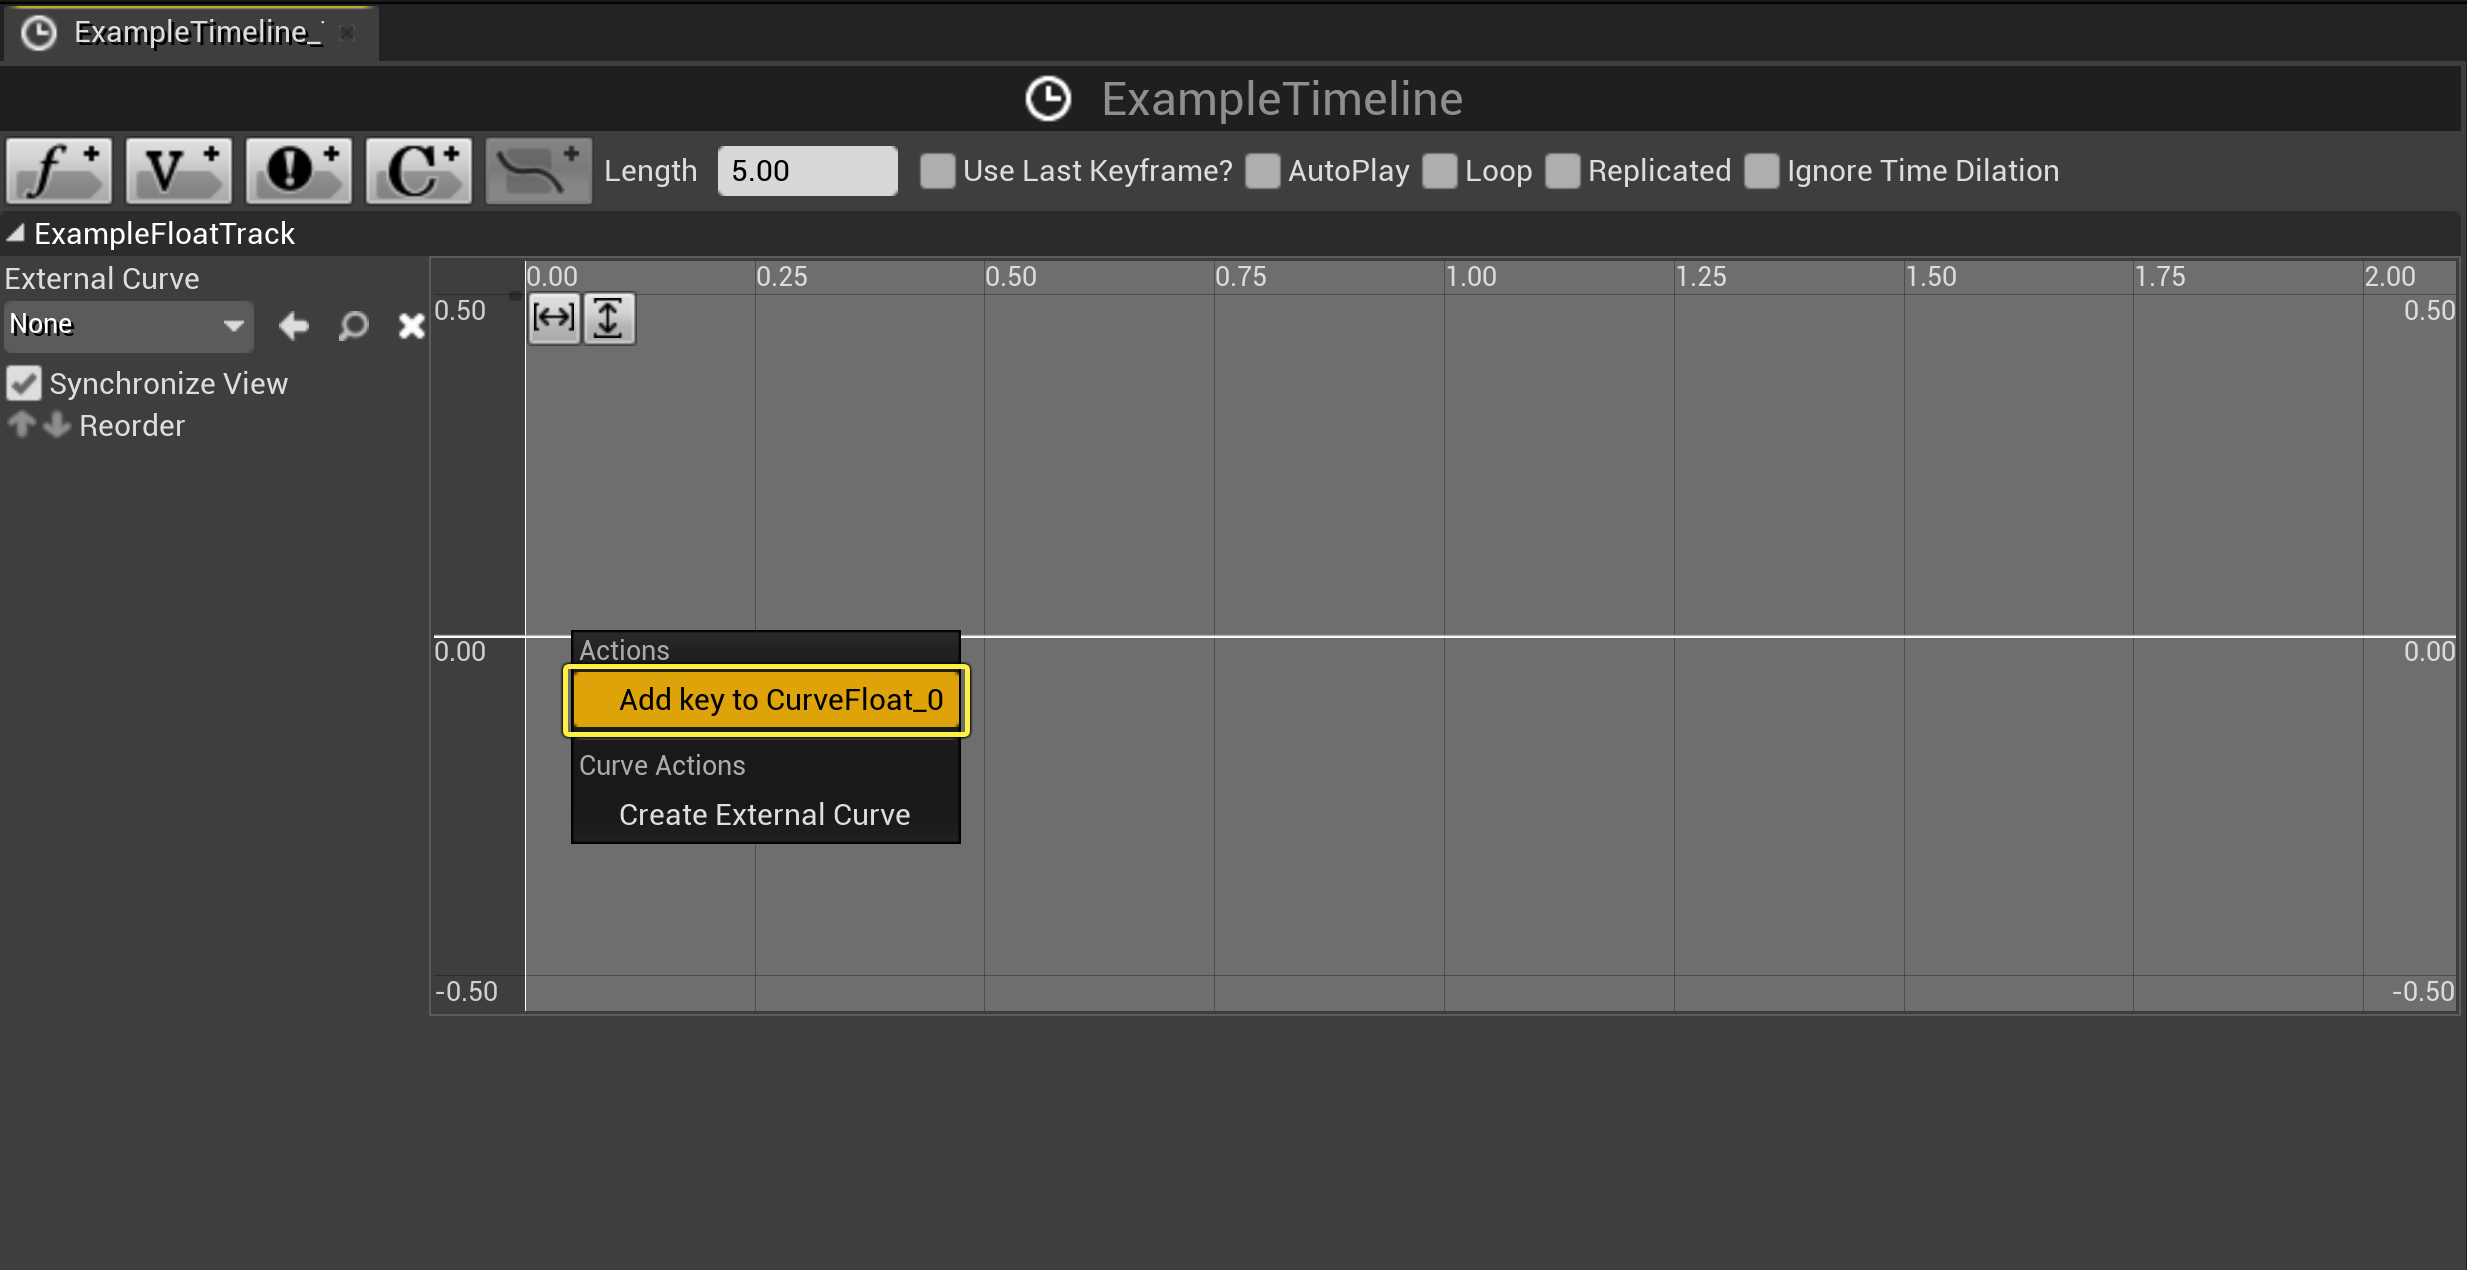 ExampleTimeline_
ExampleTimeline
f V ! C Length 5.00 Use Last Keyframe? AutoPlay Loop Replicated Ignore Time Dilation
ExampleFloatTrack
External Curve
None
Synchronize View
Reorder
0.00 0.25 0.50 0.75 1.00 1.25 1.50 1.75 2.00
0.50 0.50
0.00 0.00
Actions
Add key to CurveFloat_0
Curve Actions
Create External Curve
-0.50 -0.50